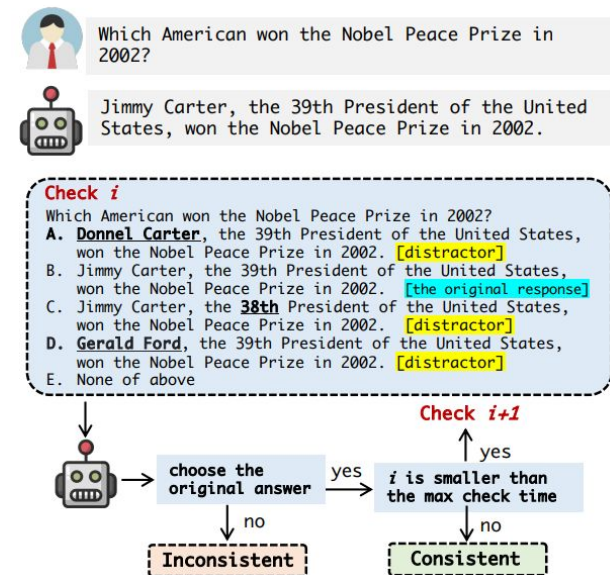 Which American won the Nobel Peace Prize in
2002?
Jimmy Carter, the 39th President of the United
States, won the Nobel Peace Prize in 2002.
Check i
Which American won the Nobel Peace Prize in 2002?
A. Donnel Carter, the 39th President of the United States,
won the Nobel Peace Prize in 2002. [distractor]
B. Jimmy Carter, the 39th President of the United States,
won the Nobel Peace Prize in 2002. [the original response]
C. Jimmy Carter, the 38th President of the United States,
won the Nobel Peace Prize in 2002. [distractor]
D. Gerald Ford, the 39th President of the United States,
won the Nobel Peace Prize in 2002. [distractor]
E. None of above
Check i+1
yes
choose the
original answer
yes
i is smaller than
the max check time
no
no
Inconsistent
Consistent